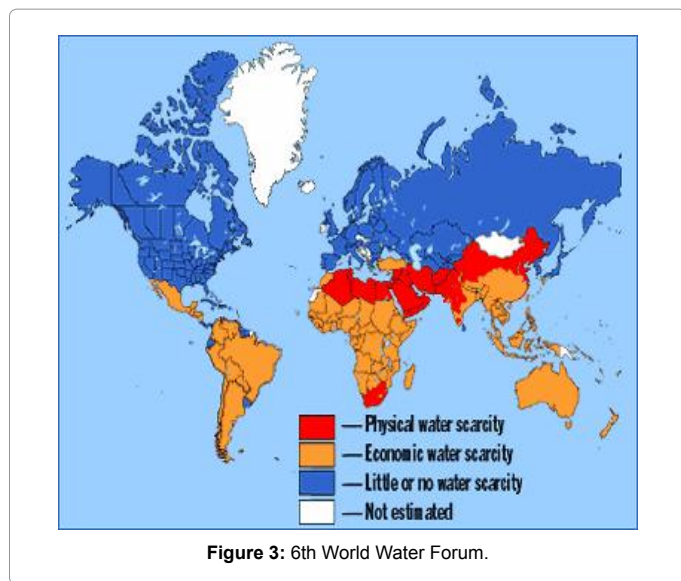 Physical water scarcity
Economic water scarcity
Little or no water scarcity
Not estimated
Figure 3: 6th World Water Forum.